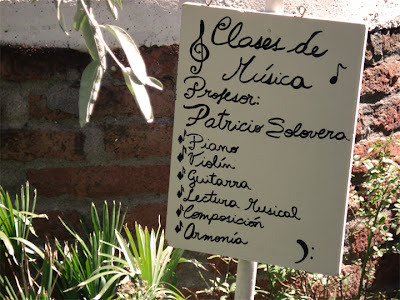 Clases de
Música
Profesor:
Patricio Solovera
Piano
Violín
Guitarra
Lectura Musical
Composición
Armonía